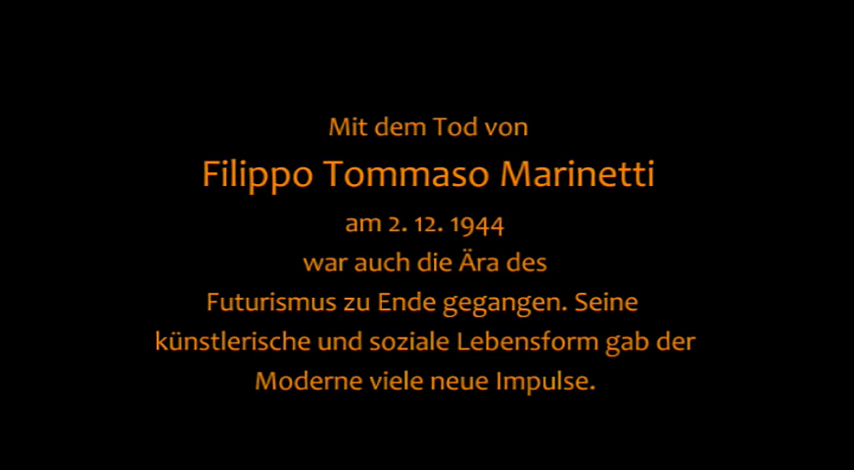 Mit dem Tod von
Filippo Tommaso Marinetti
am 2. 12. 1944
war auch die Ära des
Futurismus zu Ende gegangen. Seine
künstlerische und soziale Lebensform gab der
Moderne viele neue Impulse.